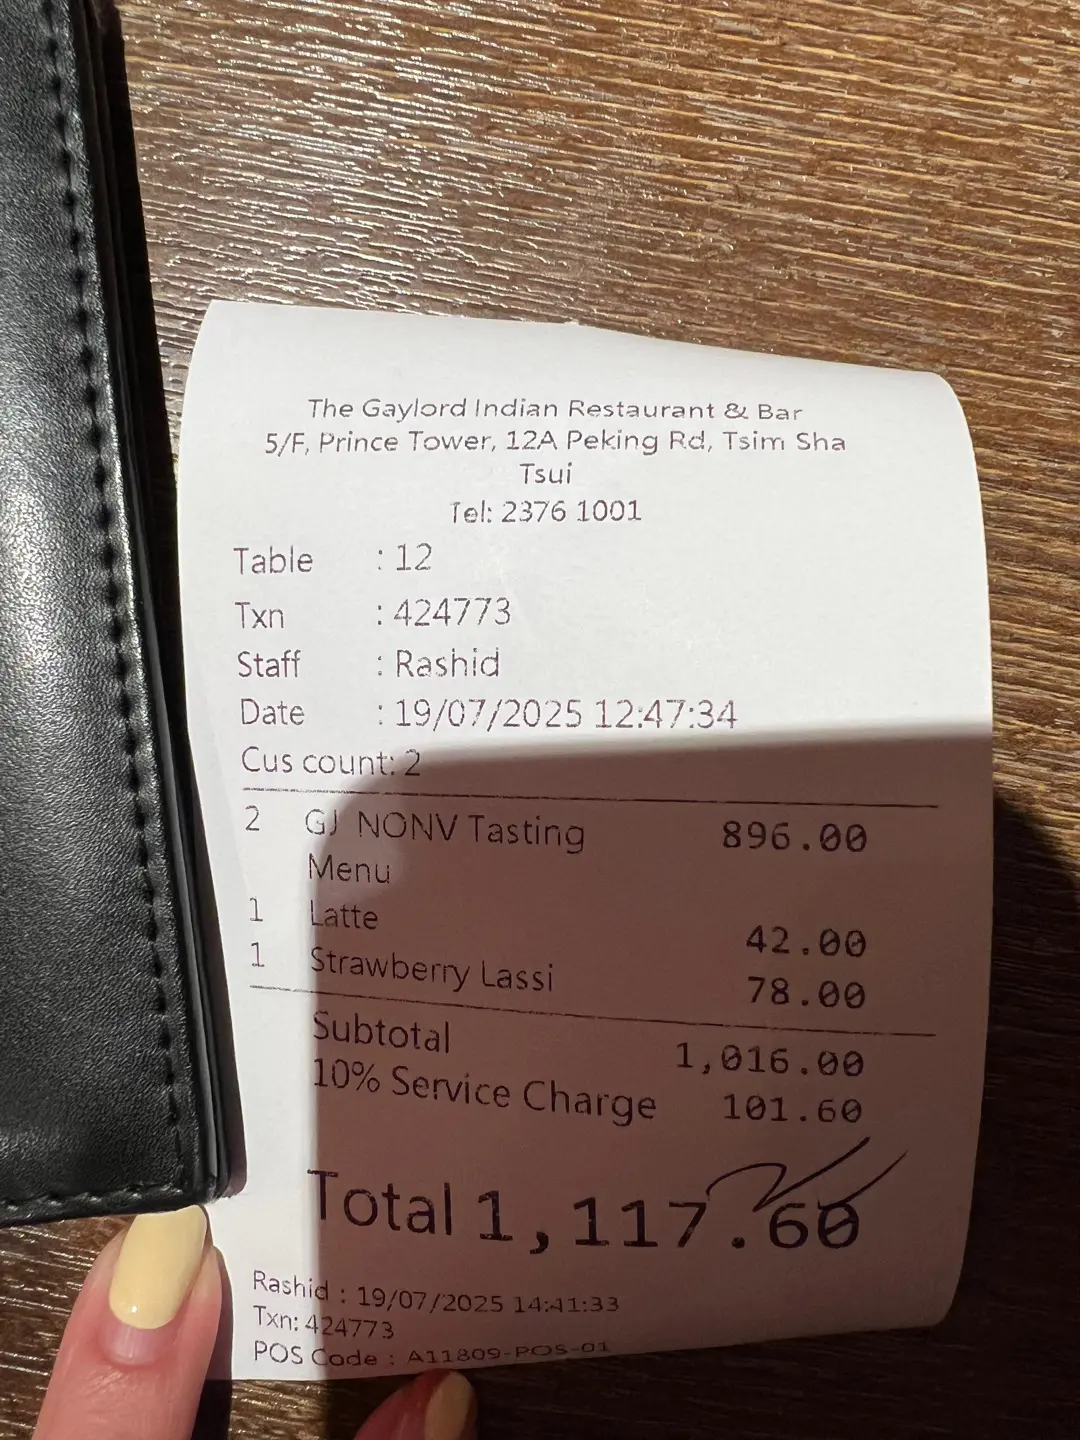 The Gaylord Indian Restaurant & Bar
5/F, Prince Tower, 12A Peking Rd, Tsim Sha
Tsui
Tel: 2376 1001
Table : 12
Txn : 424773
Staff : Rashid
Date : 19/07/2025 12:47:34
Cus count: 2
2 GJ NONV Tasting 896.00
Menu
1 Latte 42.00
1 Strawberry Lassi 78.00
Subtotal 1,016.00
10% Service Charge 101.60
Total 1,117.60
Rashid : 19/07/2025 14:41:33
Txn: 424773
POS Code : A11809-POS-01